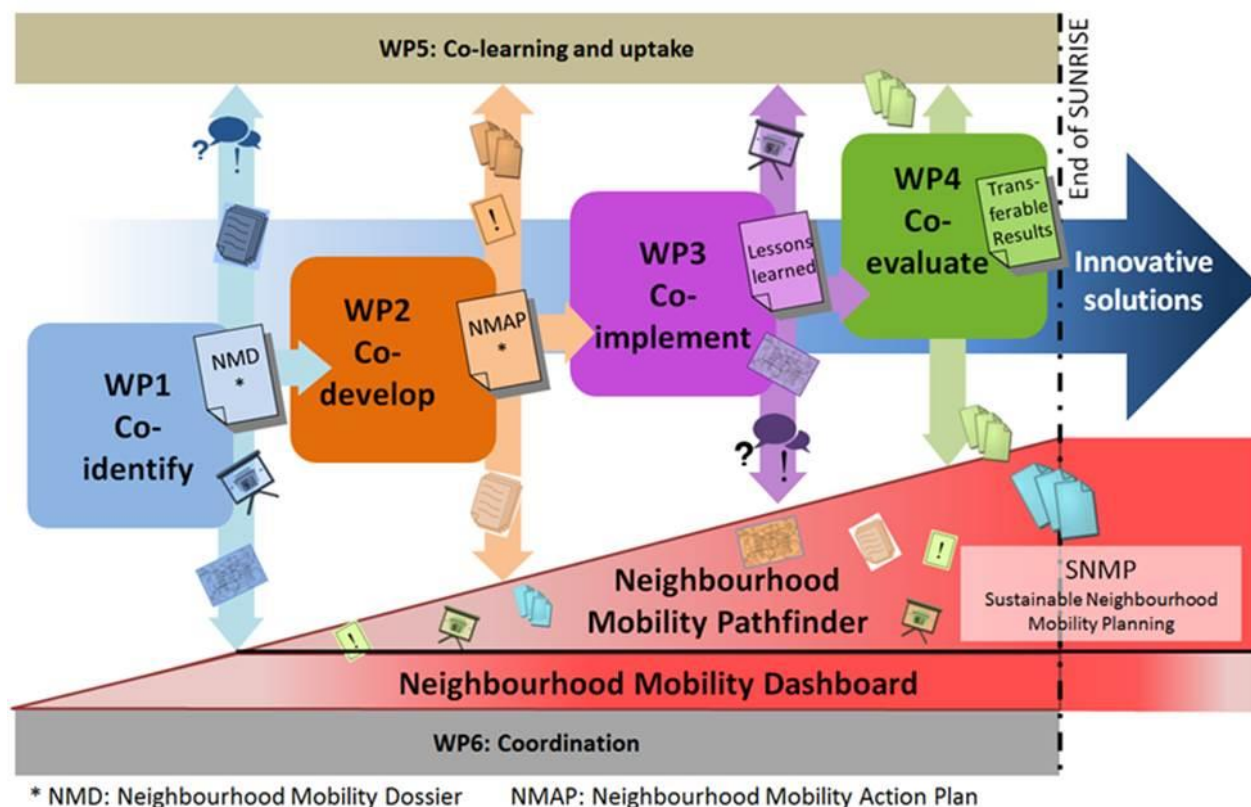 WP5: Co-learning and uptake
End of SUNRISE
?
!
!
WP4
Co-
evaluate
Trans-
ferable
Results
WP3
Co-
implement
Lessons
learned
Innovative
solutions
WP2
Co-
develop
NMAP
*
WP1
Co-
identify
NMD
*
?
!
!
!
Neighbourhood
Mobility Pathfinder
SNMP
Sustainable Neighbourhood
Mobility Planning
Neighbourhood Mobility Dashboard
WP6: Coordination
* NMD: Neighbourhood Mobility Dossier NMAP: Neighbourhood Mobility Action Plan